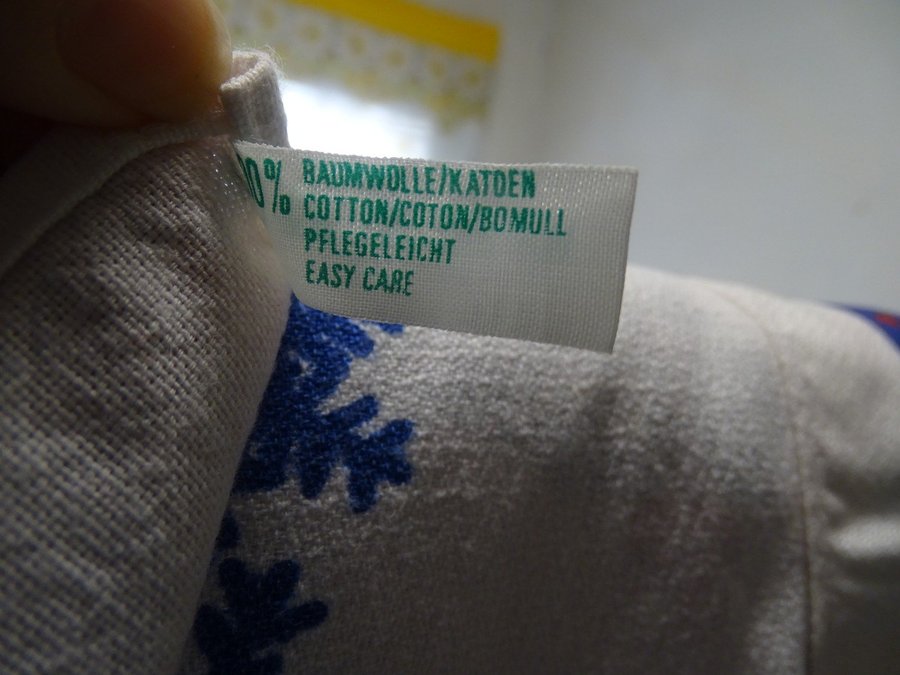 0% BAUMWOLLE/KATOEN
COTTON/COTON/BOMULL
PFLEGELEICHT
EASY CARE